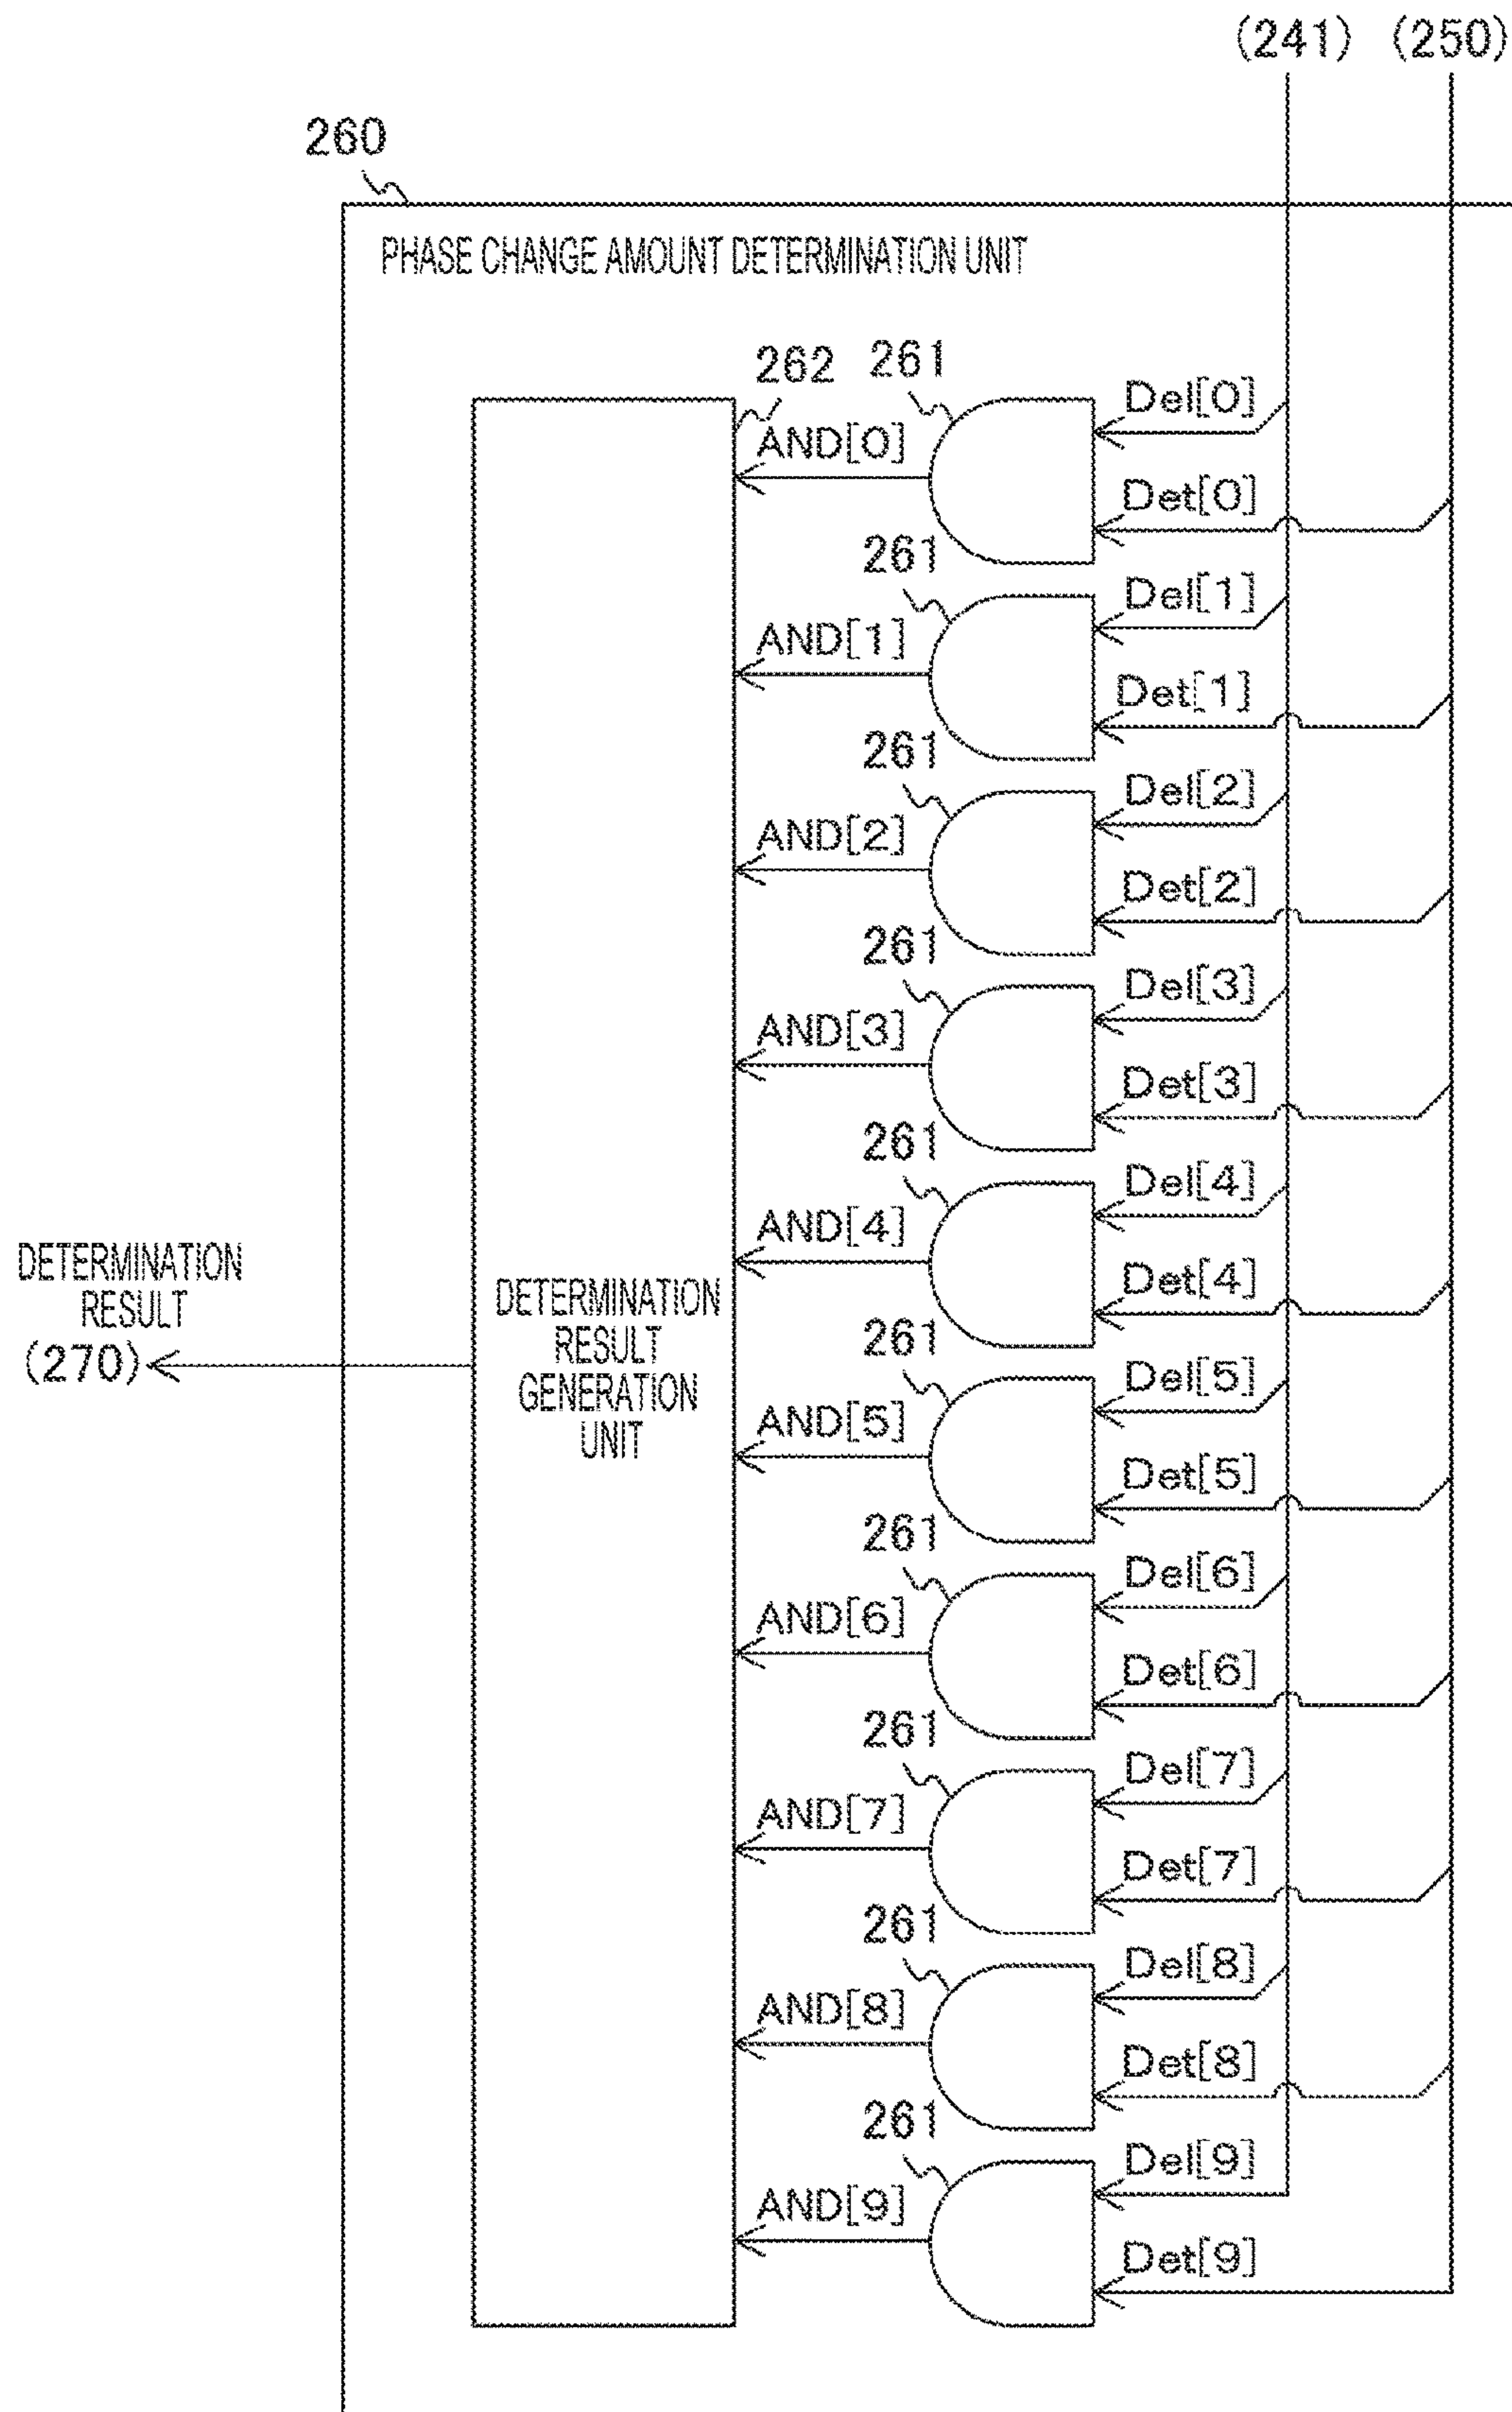 (241) (250)
260
PHASE CHANGE AMOUNT DETERMINATION UNIT
262 261
Del[0]
AND[0]
Det[0]
261
Del[1]
AND[1]
Det[1]
261
Del[2]
AND[2]
Det[2]
261
Del[3]
AND[3]
Det[3]
261
Del[4]
AND[4]
Det[4]
DETERMINATION
RESULT
(270)
DETERMINATION
RESULT
GENERATION
UNIT
261
Del[5]
AND[5]
Det[5]
261
Del[6]
AND[6]
Det[6]
261
Del[7]
AND[7]
Det[7]
261
Del[8]
AND[8]
Det[8]
261
Del[9]
AND[9]
Det[9]